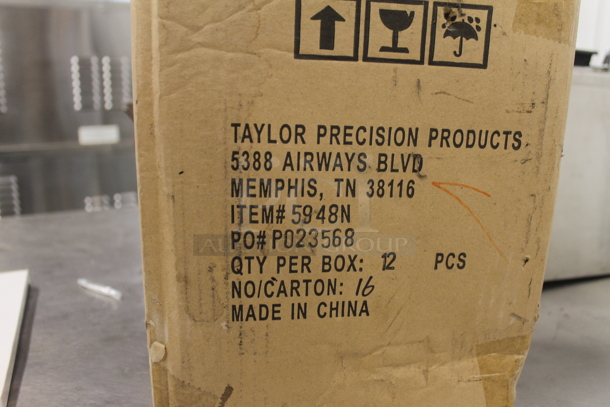 TAYLOR PRECISION PRODUCTS
5388 AIRWAYS BLVD
MEMPHIS, TN 38116
ITEM# 5948N
PO# P023568
QTY PER BOX: 12 PCS
NO/CARTON: 16
MADE IN CHINA